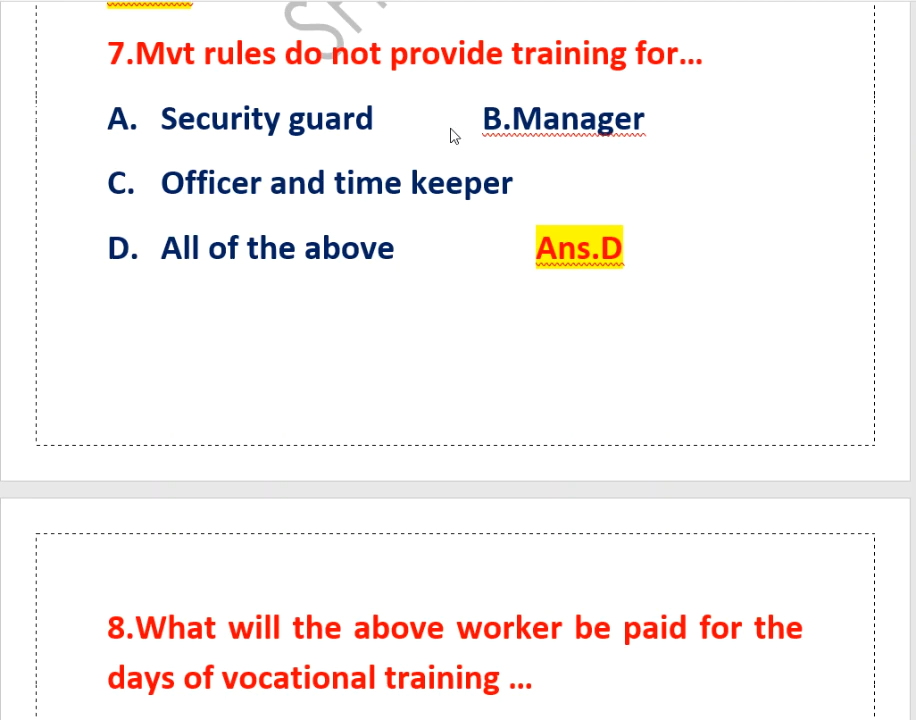 7.Mvt rules do not provide training for...
A. Security guard B.Manager
C. Officer and time keeper
D. All of the above Ans.D
8.What will the above worker be paid for the
days of vocational training ...